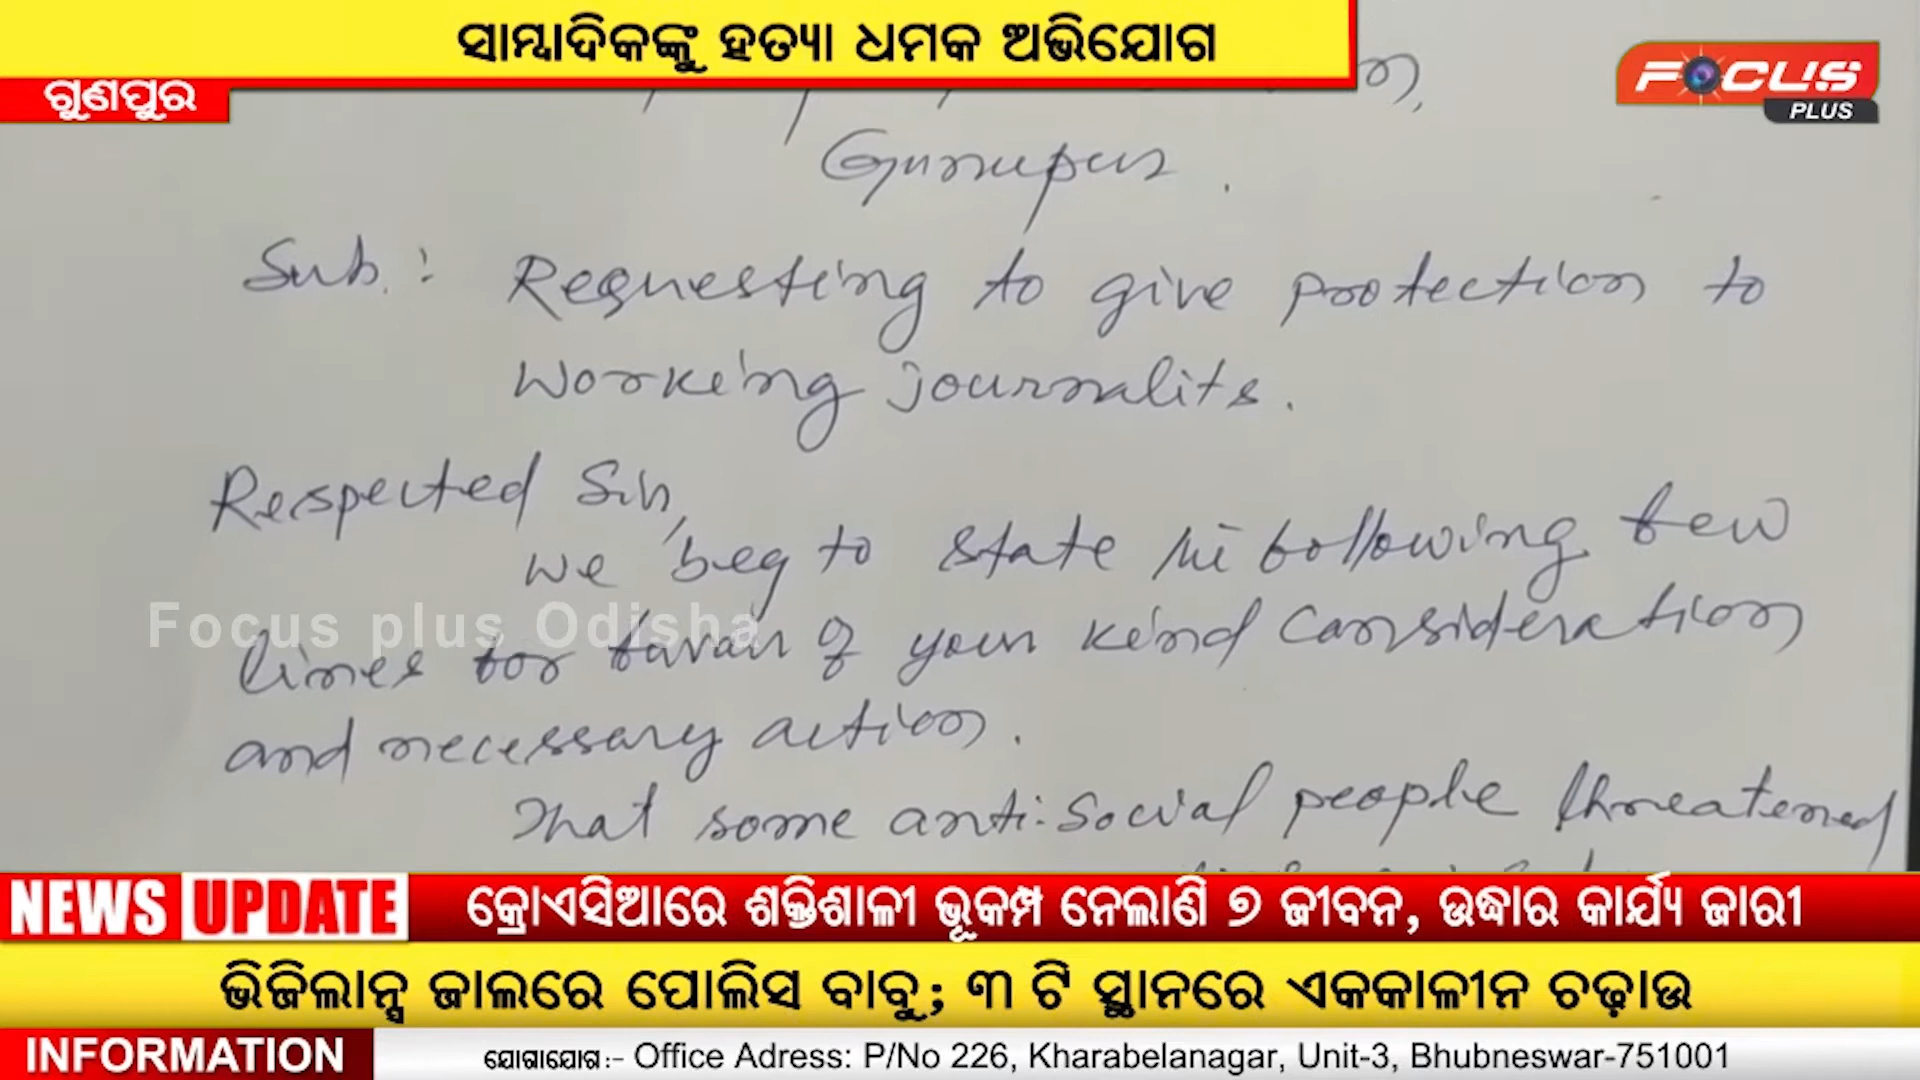 ସାମ୍ବାଦିକଙ୍କୁ ହତ୍ୟା ଧମକ ଅଭିଯୋଗ
ଗୁଣପୁର
FOCUS
PLUS
Gunupur.
Sub: Requesting to give protection to
working journalits.
Respected Sir,
We beg to state the following few
lines for favour of your kind consideration
and necessary action.
That some anti-social people threatened
Focus plus Odisha
NEWS UPDATE
କ୍ରୋଏସିଆରେ ଶକ୍ତିଶାଳୀ ଭୂକମ୍ପ ନେଲାଣି ୭ ଜୀବନ, ଉଦ୍ଧାର କାର୍ଯ୍ୟ ଜାରୀ
ଭିଜିଲାନ୍ସ ଜାଲରେ ପୋଲିସ ବାବୁ; ୩ ଟି ସ୍ଥାନରେ ଏକକାଳୀନ ଚଢ଼ାଉ
INFORMATION
ଯୋଗାଯୋଗ:- Office Adress: P/No 226, Kharabelanagar, Unit-3, Bhubneswar-751001